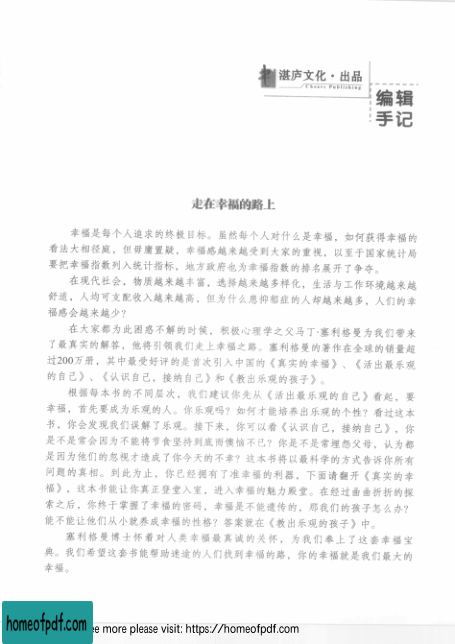 湛庐文化·出品
Cheers Publishing
编辑
手记
走在幸福的路上
幸福是每个人追求的终极目标。虽然每个人对什么是幸福，如何获得幸福的
看法大相径庭，但毋庸置疑，幸福感越来越受到大家的重视，以至于国家统计局
要把幸福指数列入统计指标，地方政府也为幸福指数的排名展开了争夺。
在现代社会，物质越来越丰富，选择越来越多样化，生活与工作环境越来越
舒适，人均可支配收入越来越高，但为什么患抑郁症的人却越来越多，人们的幸
福感会越来越少？
在大家都为此困惑不解的时候，积极心理学之父马丁·塞利格曼为我们带来
了最真实的解答，他将引领我们走上幸福之路。塞利格曼的著作在全球的销量超
过200万册，其中最受好评的是首次引入中国的《真实的幸福》、《活出最乐观
的自己》、《认识自己，接纳自己》和《教出乐观的孩子》。
根据每本书的不同层次，我们建议你先从《活出最乐观的自己》看起，要
幸福，首先要成为乐观的人。你乐观吗？如何才能培养出乐观的个性？看过这本
书，你会发现我们误解了乐观。接下来，你可以看《认识自己，接纳自己》，你
是不是常会因为不能将节食坚持到底而懊恼不已？你是不是常埋怨父母，认为都
是因为他们的忽视才造成了你今天的不幸？这本书将以最科学的方式告诉你所有
问题的真相。到此为止，你已经拥有了准幸福的利器，下面请翻开《真实的幸
福》，这本书能让你真正登堂入室，进入幸福的魅力殿堂。在经过曲曲折折的探
索之后，你终于掌握了幸福的密码，幸福是不能遗传的，那我们的孩子怎么办？
能不能让他们从小就养成幸福的性格？答案就在《教出乐观的孩子》中。
塞利格曼博士怀着对人类幸福最真诚的关怀，为我们奉上了这套幸福宝
典。我们希望这套书能帮助迷途的人们找到幸福的路，你的幸福就是我们最大的
幸福。
homeofpdf.com
ee more please visit: https://homeofpdf.com